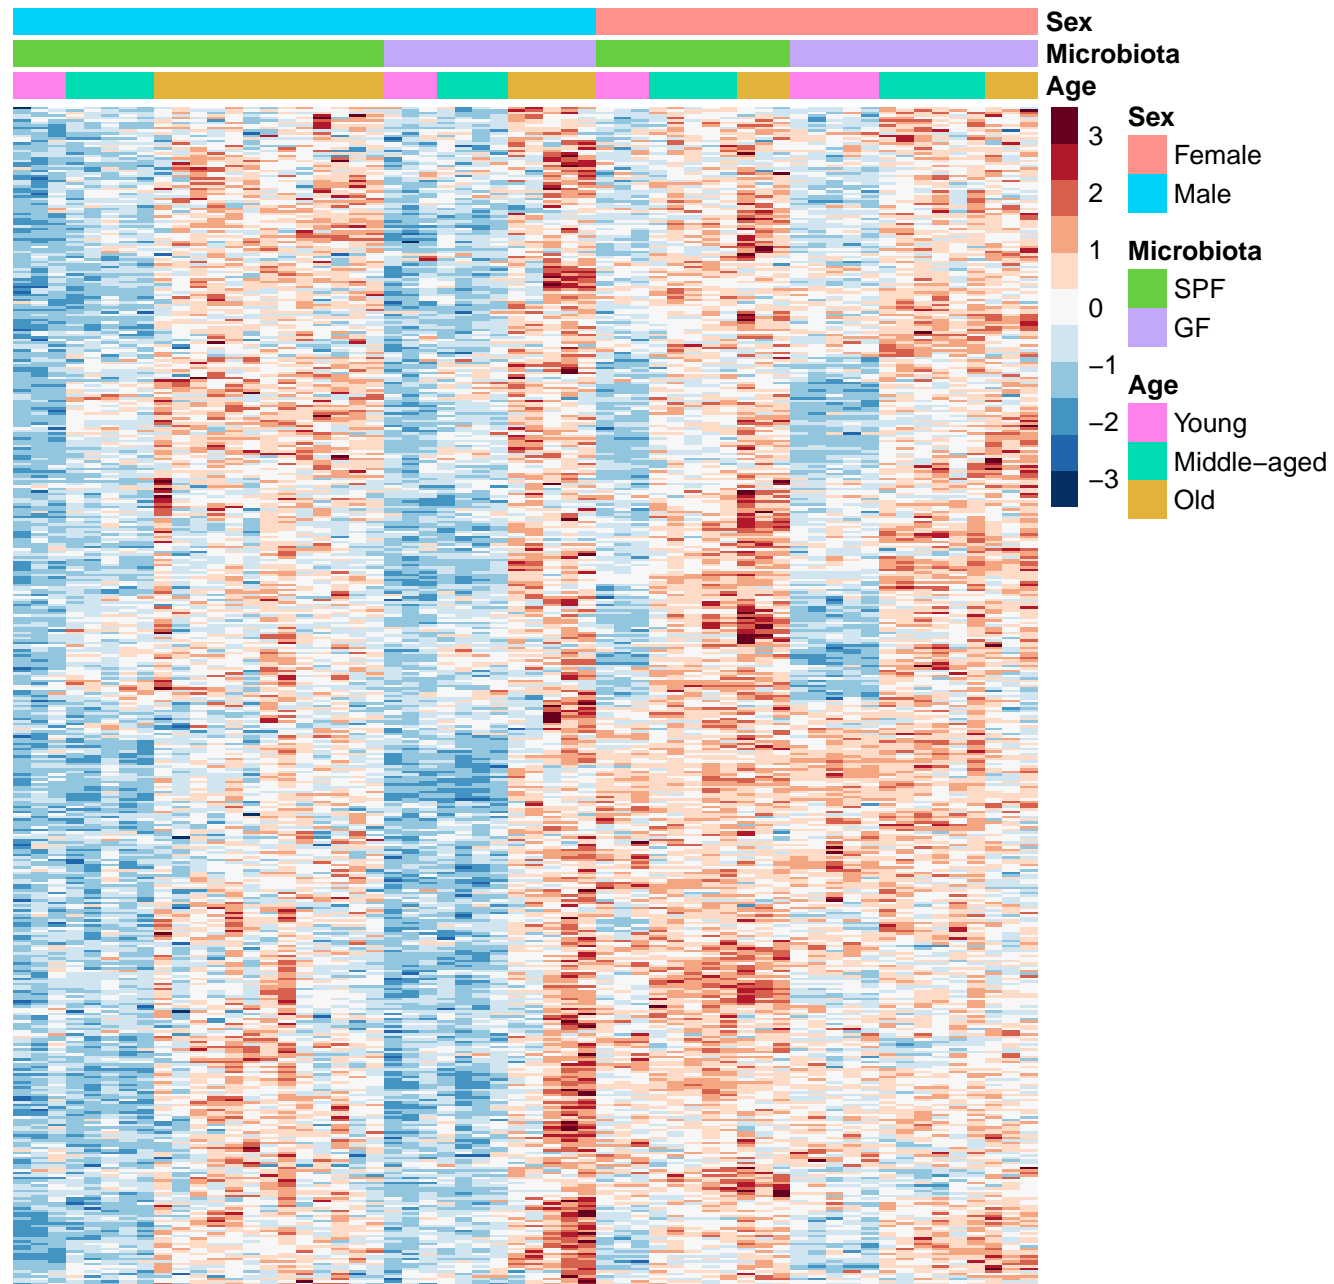 Sex
Microbiota
Age
3
2
1
0
−1
−2
−3
Sex
Female
Male
Microbiota
SPF
GF
Age
Young
Middle−aged
Old